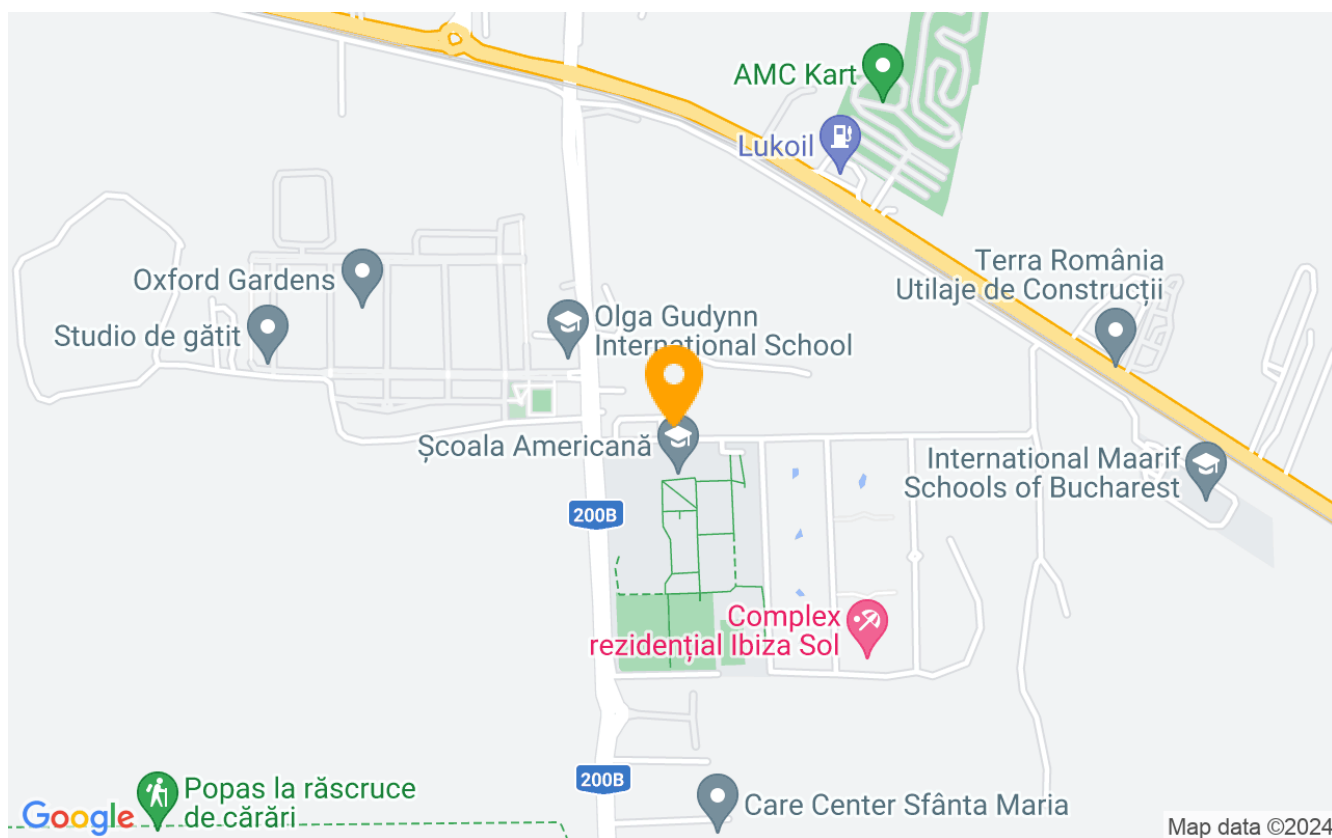 AMC Kart
Lukoil
Terra România
Utilaje de Construcții
Oxford Gardens
Olga Gudynn
International School
Studio de gătit
Școala Americană
International Maarif
Schools of Bucharest
200B
Complex
rezidențial Ibiza Sol
200B
Popas la răscruce
de cărări
Care Center Sfânta Maria
Google
Map data ©2024